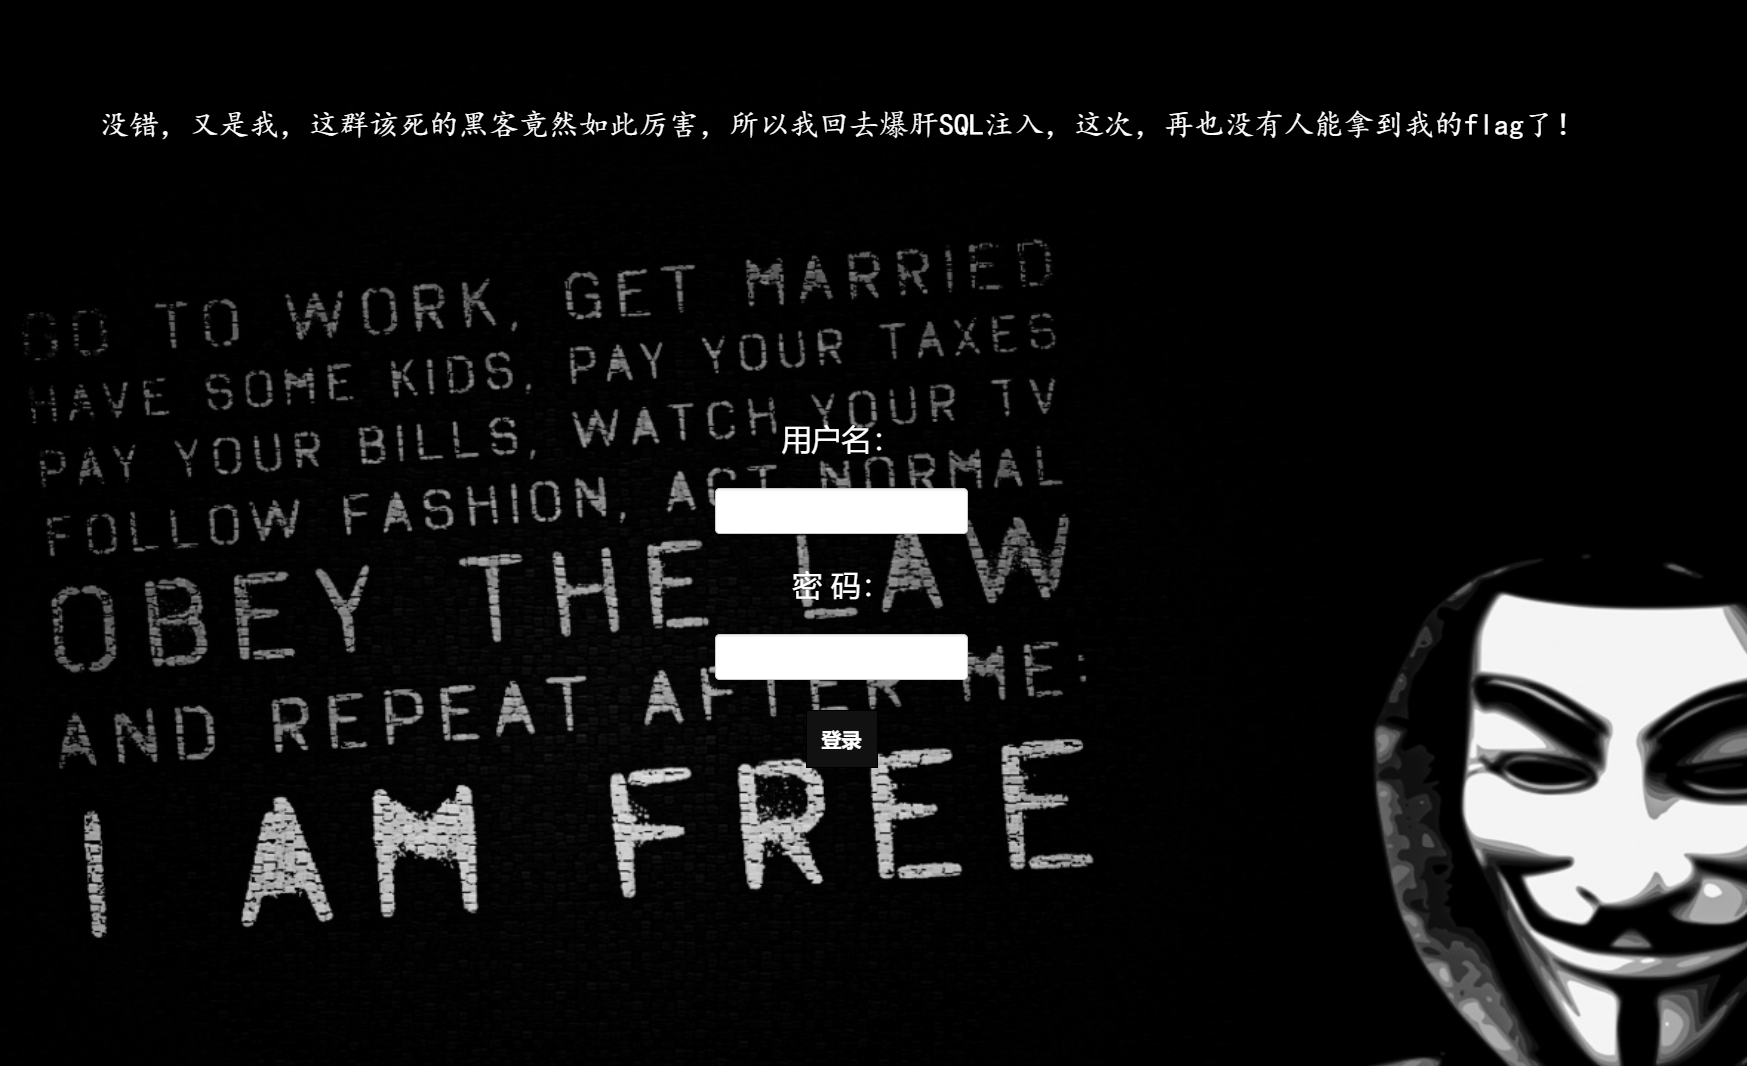 没错，又是我，这群该死的黑客竟然如此厉害，所以我回去爆肝SQL注入，这次，再也没有人能拿到我的flag了！
GO TO WORK, GET MARRIED
HAVE SOME KIDS, PAY YOUR TAXES
PAY YOUR BILLS, WATCH YOUR TV
FOLLOW FASHION, ACT NORMAL
OBEY THE LAW
AND REPEAT AFTER ME:
I AM FREE
用户名：
密 码：
登录